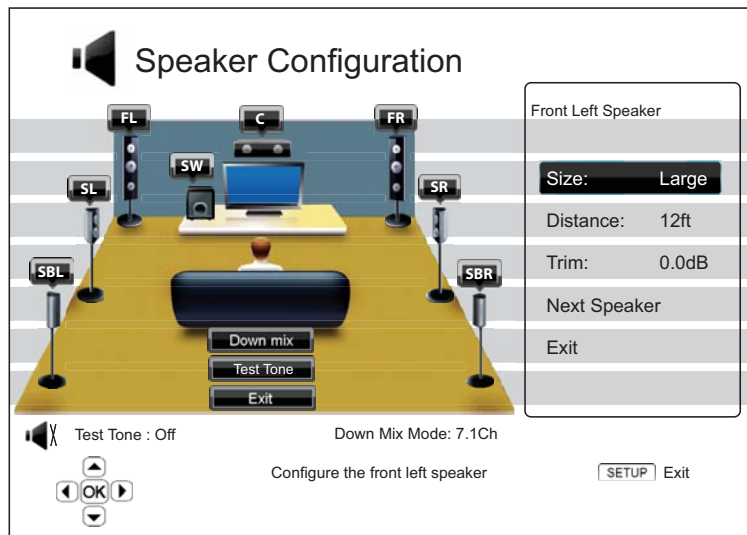 Speaker Configuration
FL
C
FR
SW
SL
SR
SBL
SBR
Down mix
Test Tone
Exit
Front Left Speaker
Size: Large
Distance: 12ft
Trim: 0.0dB
Next Speaker
Exit
Test Tone : Off
Down Mix Mode: 7.1Ch
OK
Configure the front left speaker
SETUP Exit